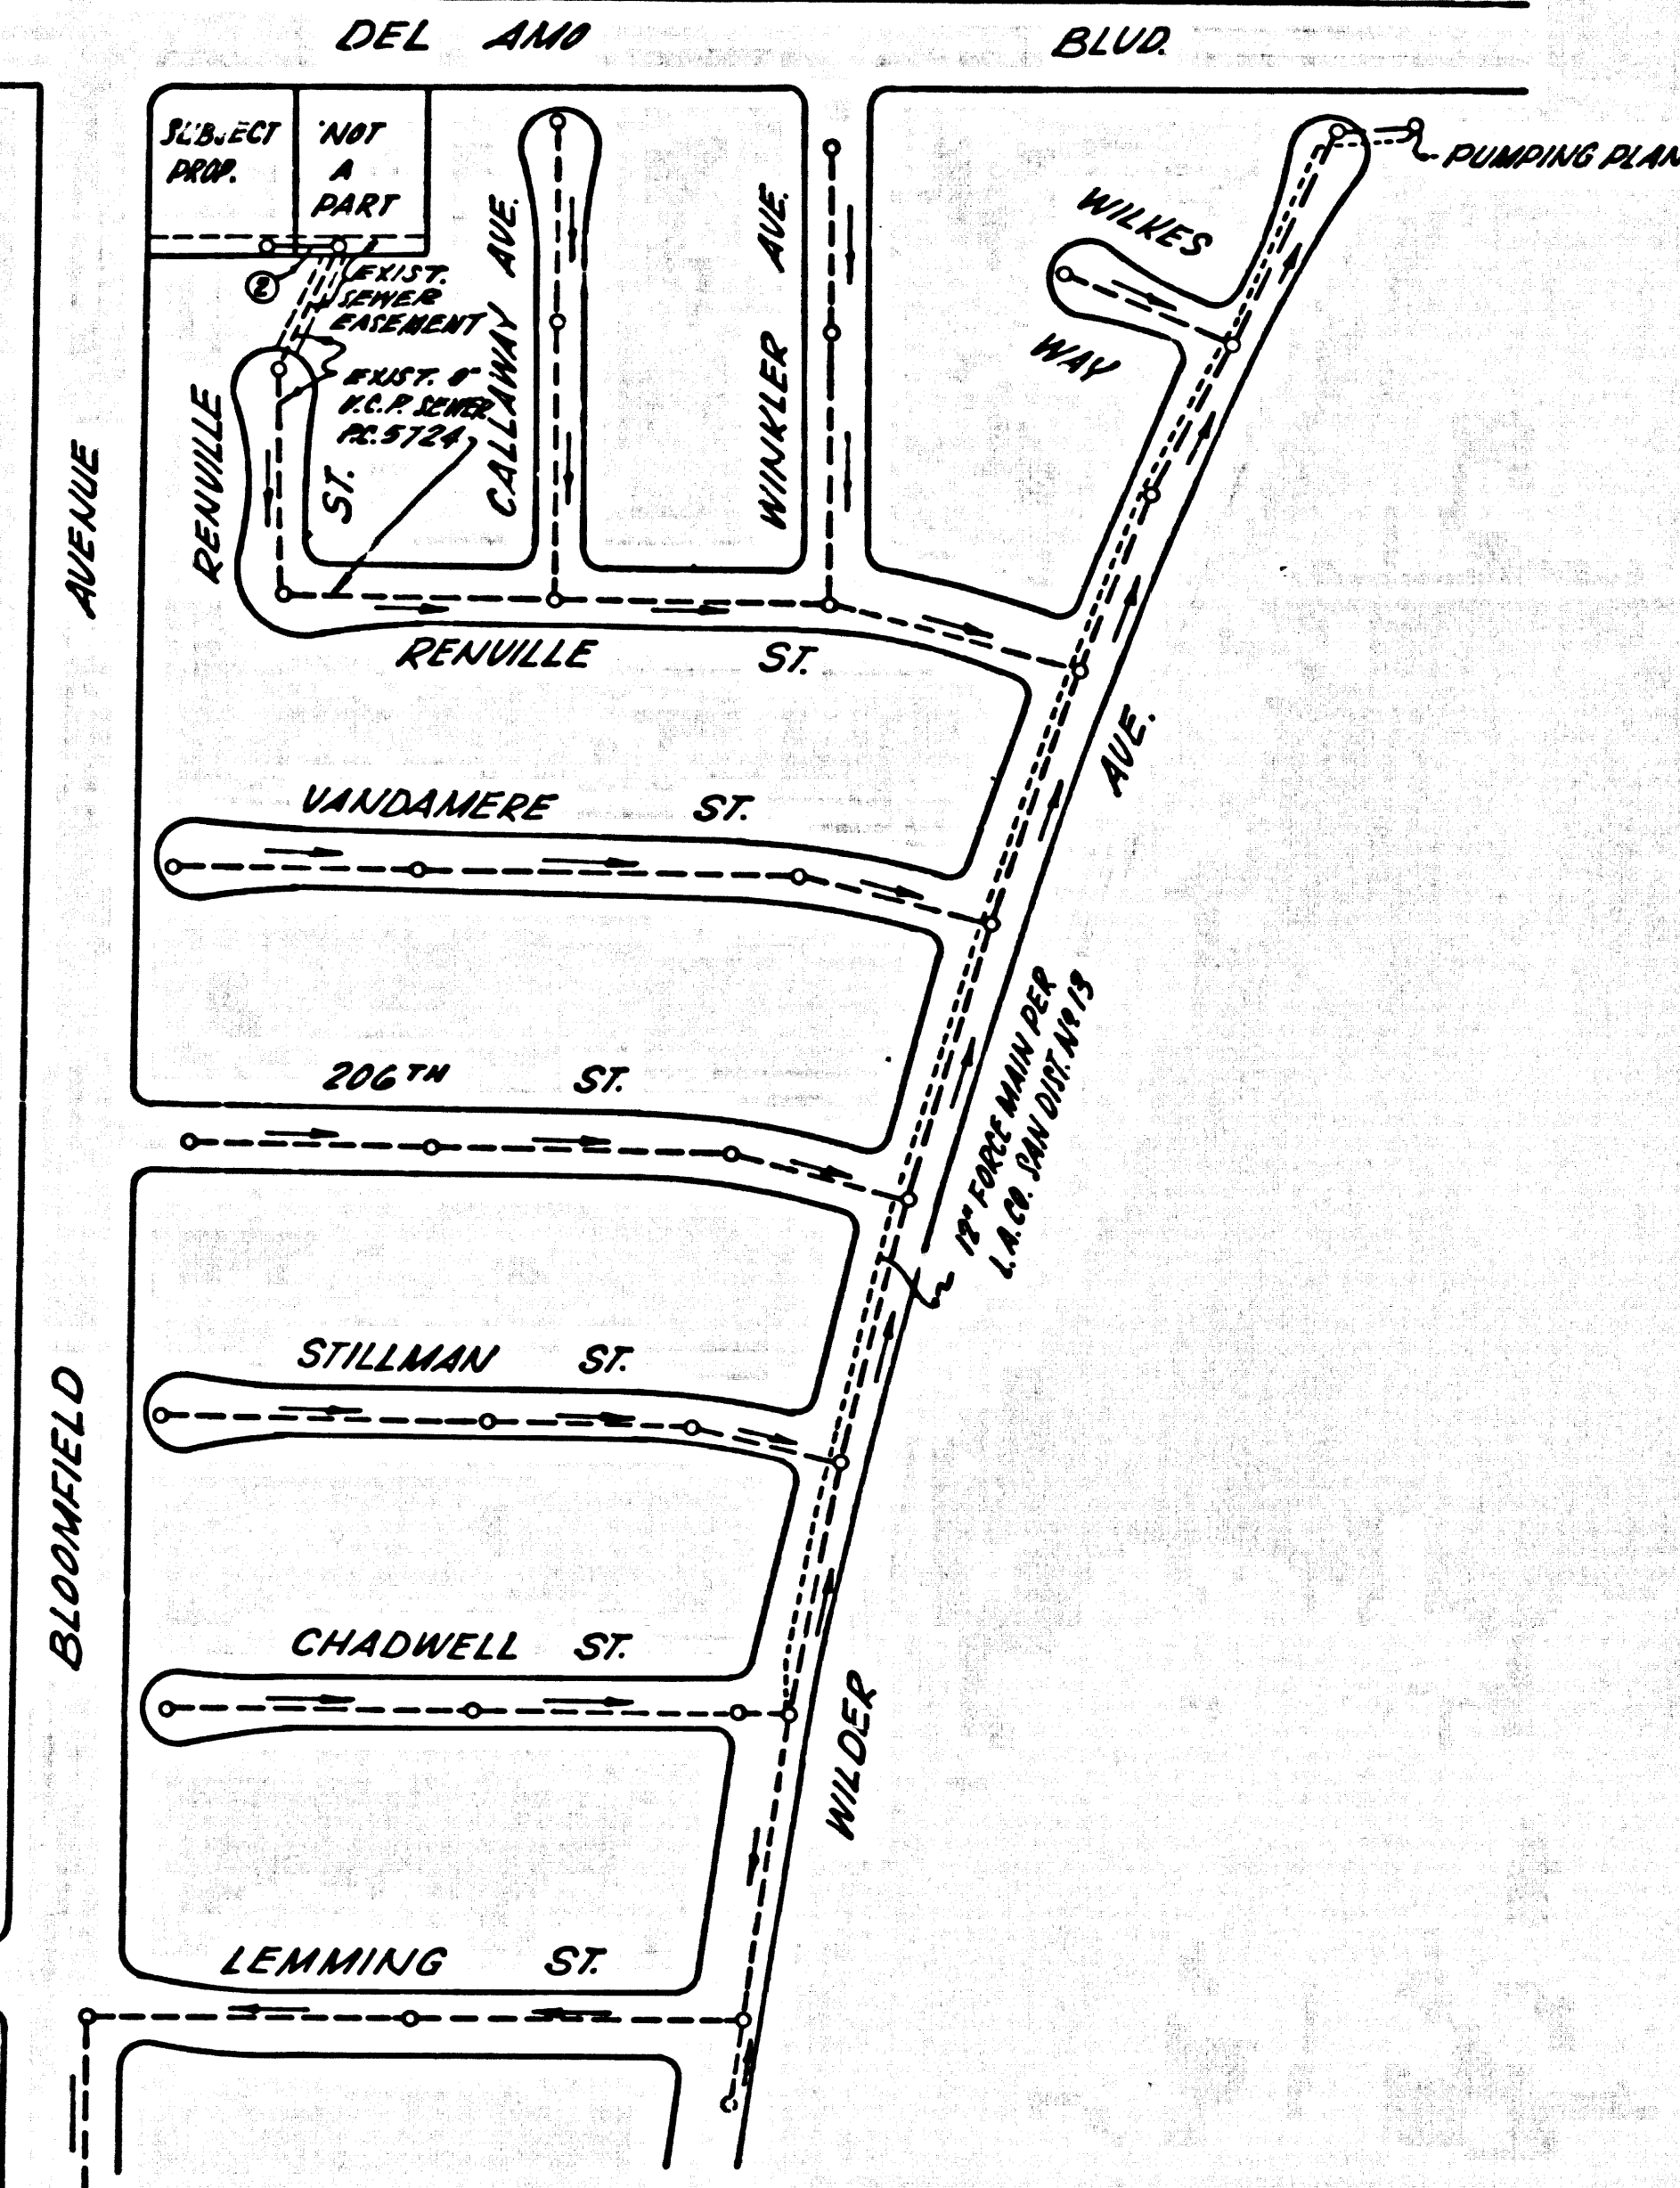 DEL AMO BLVD.
SUBJECT
PROP.
NOT
A
PART
2
EXIST.
SEWER
EASEMENT
EXIST. 8"
V.C.P. SEWER
P.C. 5724
RENVILLE ST.
CALLAWAY AVE.
WINKLER AVE.
WILKES
WAY
PUMPING PLAN
AVENUE
RENVILLE ST.
VANDAMERE ST.
AVE.
206TH ST.
18" FORCE MAIN PER
L.A.CO. SAN DIST. Nº 13
STILLMAN ST.
BLOOMFIELD
CHADWELL ST.
WILDER
LEMMING ST.